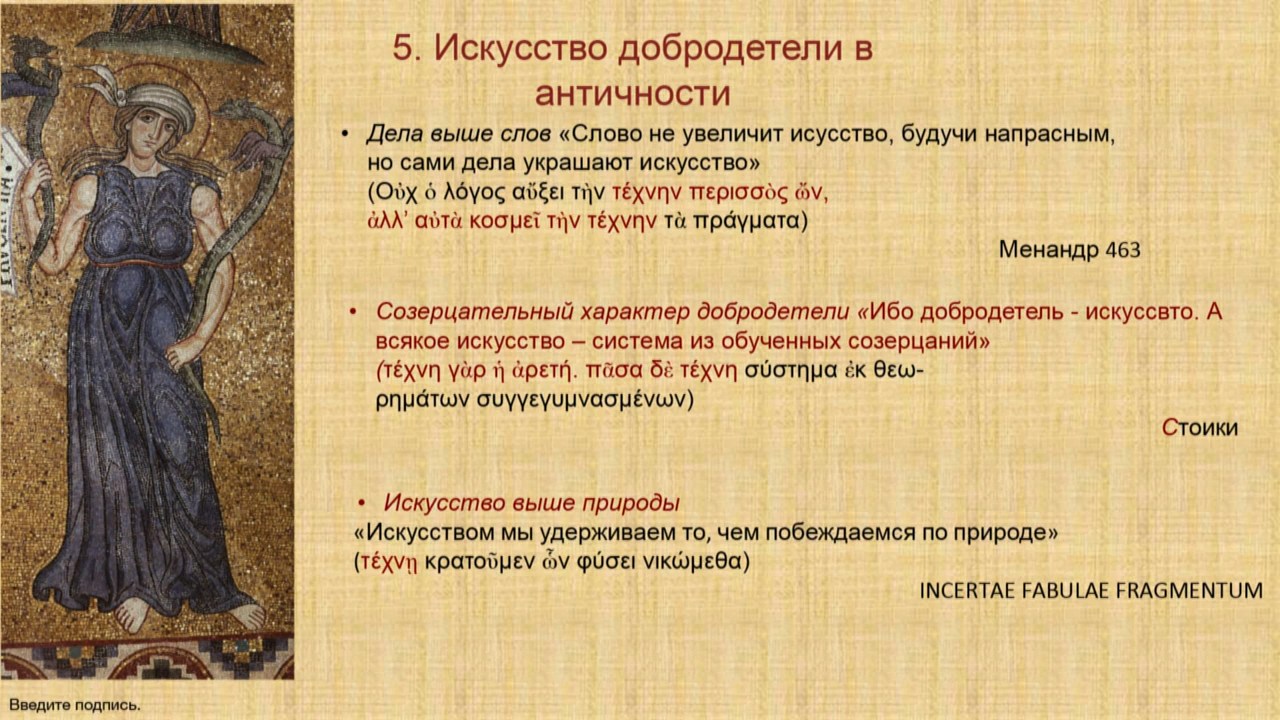 5. Искусство добродетели в
античности
• Дела выше слов «Слово не увеличит исусство, будучи напрасным,
но сами дела украшают искусство»
(Οὐχ ὁ λόγος αὔξει τὴν τέχνην περισσὸς ὤν,
ἀλλ’ αὐτὰ κοσμεῖ τὴν τέχνην τὰ πράγματα)
Менандр 463
• Созерцательный характер добродетели «Ибо добродетель - искуссвто. А
всякое искусство – система из обученных созерцаний»
(τέχνη γὰρ ἡ ἀρετή. πᾶσα δὲ τέχνη σύστημα ἐκ θεω-
ρημάτων συγγεγυμνασμένων)
Стоики
• Искусство выше природы
«Искусством мы удерживаем то, чем побеждаемся по природе»
(τέχνῃ κρατοῦμεν ὧν φύσει νικώμεθα)
INCERTAE FABULAE FRAGMENTUM
Введите подпись.